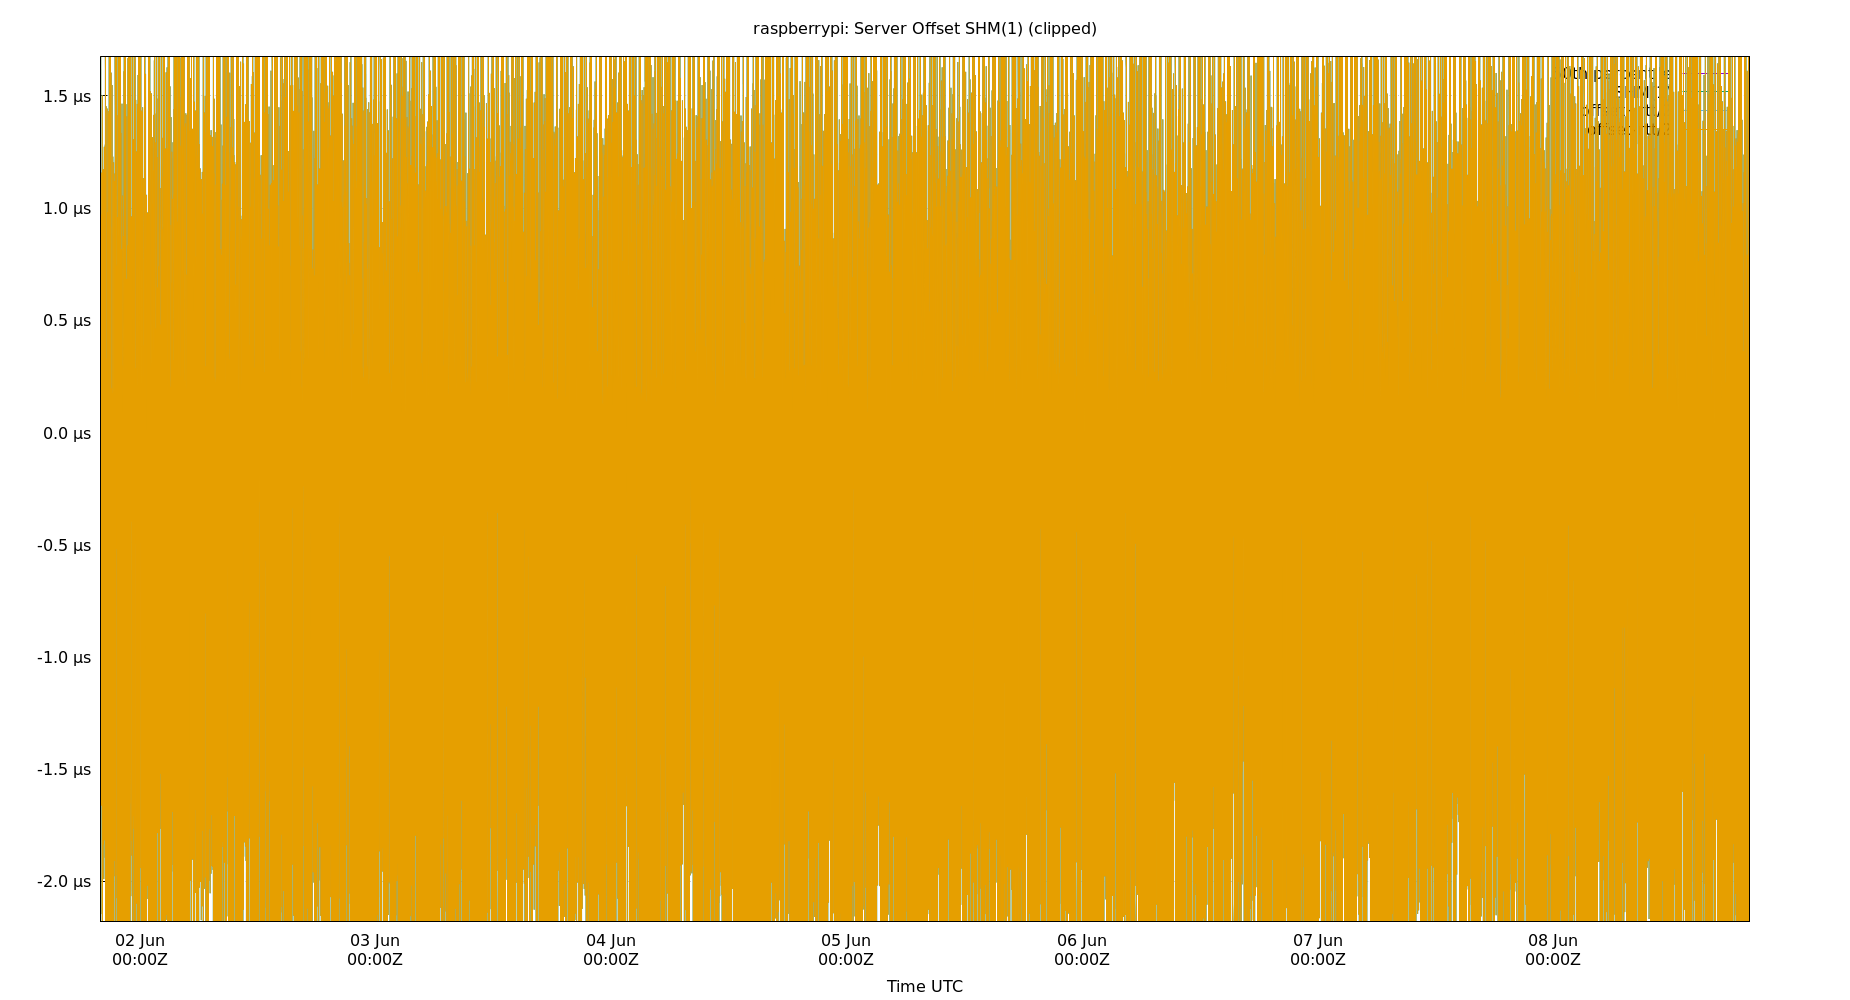 raspberrypi: Server Offset SHM(1) (clipped)
1.5 µs
1.0 µs
0.5 µs
0.0 µs
-0.5 µs
-1.0 µs
-1.5 µs
-2.0 µs
02 Jun 03 Jun 04 Jun 05 Jun 06 Jun 07 Jun 08 Jun
00:00Z 00:00Z 00:00Z 00:00Z 00:00Z 00:00Z 00:00Z
Time UTC